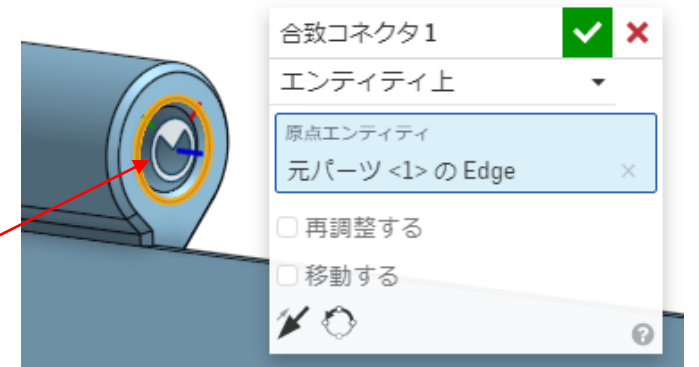 合致コネクタ1
エンティティ上
原点エンティティ
元パーツ <1> の Edge
再調整する
移動する